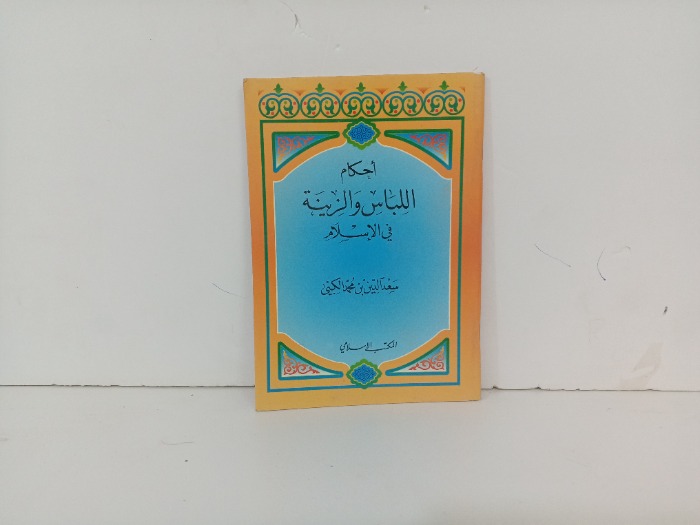 أحكام
اللباس والزينة
في الإسلام
سعد الدين بن محمد الكبي
المكتب الإسلامي